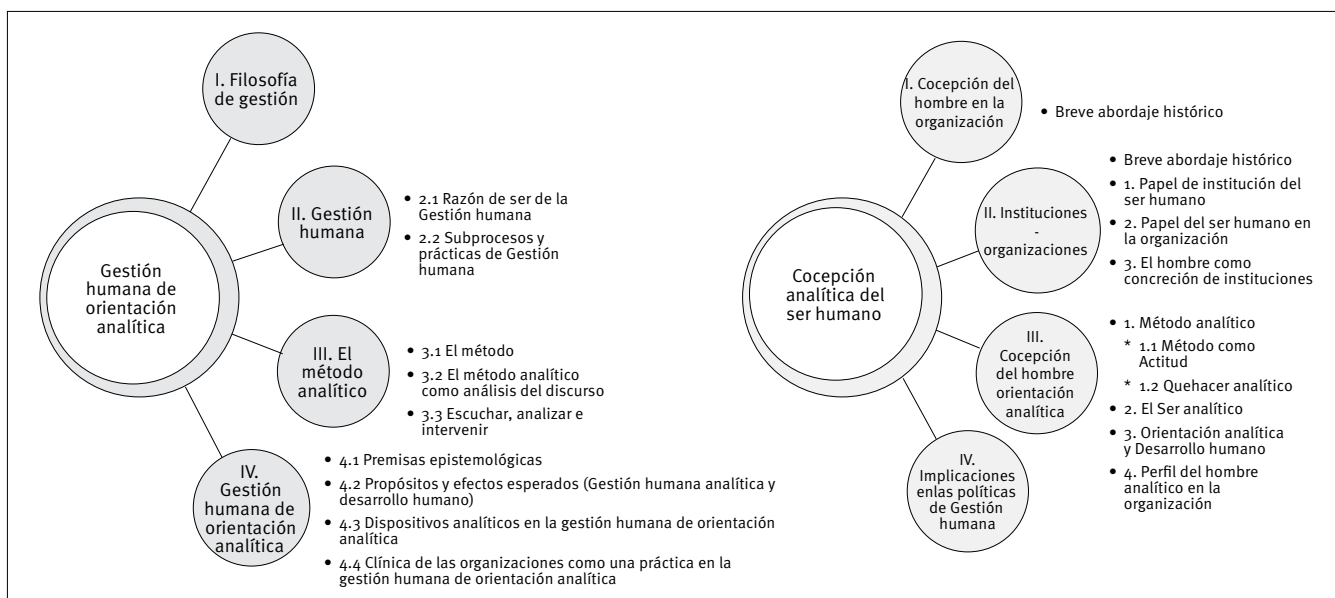 Gestión
humana de
orientación
analítica
I. Filosofía
de gestión
II. Gestión
humana
• 2.1 Razón de ser de la
Gestión humana
• 2.2 Subprocesos y
prácticas de Gestión
humana
III. El
método
analítico
• 3.1 El método
• 3.2 El método analítico
como análisis del discurso
• 3.3 Escuchar, analizar e
intervenir
IV.
Gestión
humana de
orientación
analítica
• 4.1 Premisas epistemológicas
• 4.2 Propósitos y efectos esperados (Gestión humana analítica y
desarrollo humano)
• 4.3 Dispositivos analíticos en la gestión humana de orientación
analítica
• 4.4 Clínica de las organizaciones como una práctica en la
gestión humana de orientación analítica
Cocepción
analítica del
ser humano
I. Cocepción del
hombre en la
organización
• Breve abordaje histórico
II. Instituciones
-
organizaciones
• Breve abordaje histórico
• 1. Papel de institución del
ser humano
• 2. Papel del ser humano en
la organización
• 3. El hombre como
concreción de instituciones
III.
Cocepción
del hombre
orientación
analítica
• 1. Método analítico
* 1.1 Método como
Actitud
* 1.2 Quehacer analítico
• 2. El Ser analítico
• 3. Orientación analítica
y Desarrollo humano
• 4. Perfil del hombre
analítico en la
organización
IV.
Implicaciones
enlas políticas
de Gestión
humana